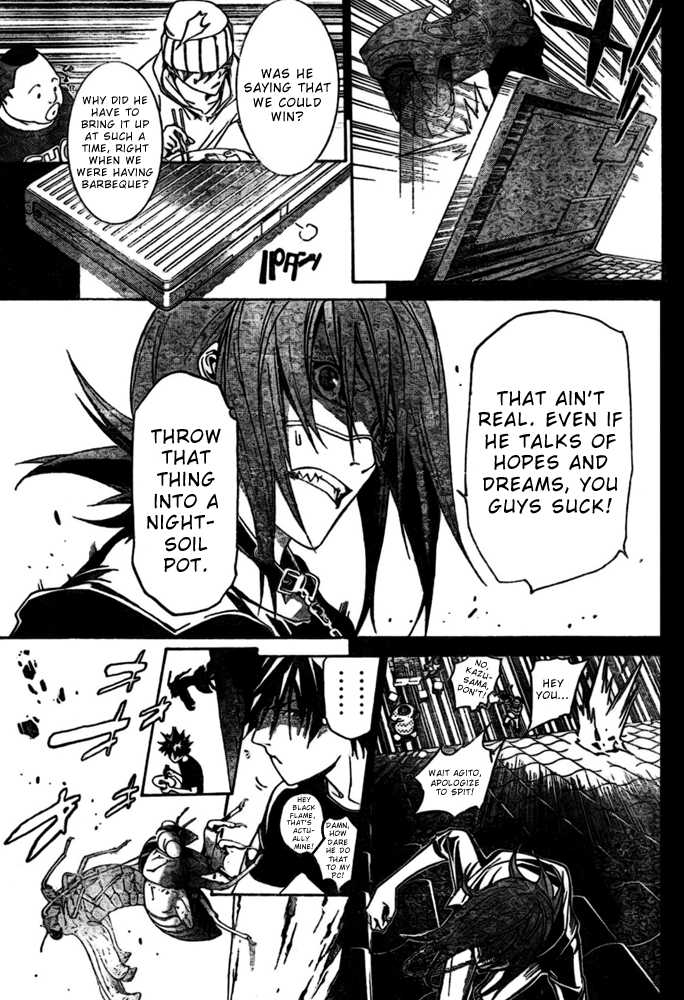 WAS HE
SAYING THAT
WE COULD
WIN?
WHY DID HE
HAVE TO
BRING IT UP
AT SUCH A
TIME, RIGHT
WHEN WE
WERE HAVING
BARBEQUE?
THAT AIN'T
REAL. EVEN IF
HE TALKS OF
HOPES AND
DREAMS, YOU
GUYS SUCK!
THROW
THAT
THING INTO
A NIGHT-
SOIL
POT.
HEY
YOU...
NO,
KAZU-
SAMA,
DON'T!
WAIT AGITO,
APOLOGIZE
TO SPIT!
DAMN,
HOW
DARE HE
DO THAT
TO MY
PC!
HEY
BLACK
FLAME,
THAT'S
ACTU-
ALLY
MINE!